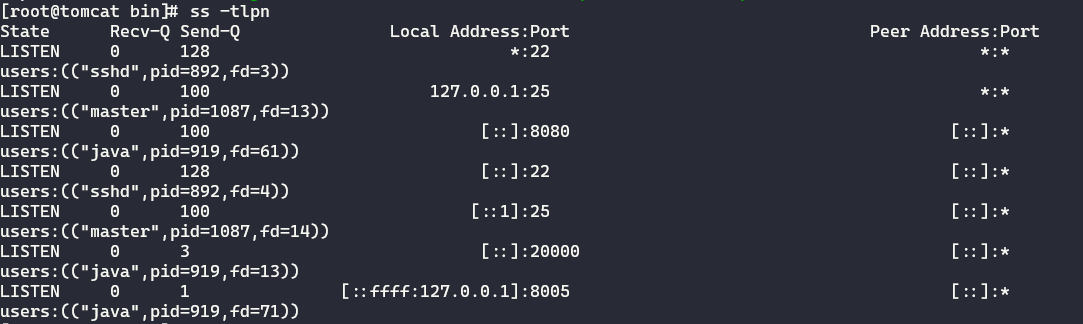 [root@tomcat bin]# ss -tlpn
State      Recv-Q Send-Q               Local Address:Port                              Peer Address:Port
LISTEN     0      128                              *:22                                           *:*
users:(("sshd",pid=892,fd=3))
LISTEN     0      100                      127.0.0.1:25                                           *:*
users:(("master",pid=1087,fd=13))
LISTEN     0      100                           [::]:8080                                      [::]:*
users:(("java",pid=919,fd=61))
LISTEN     0      128                           [::]:22                                        [::]:*
users:(("sshd",pid=892,fd=4))
LISTEN     0      100                          [::1]:25                                        [::]:*
users:(("master",pid=1087,fd=14))
LISTEN     0      3                             [::]:20000                                     [::]:*
users:(("java",pid=919,fd=13))
LISTEN     0      1               [::ffff:127.0.0.1]:8005                                      [::]:*
users:(("java",pid=919,fd=71))